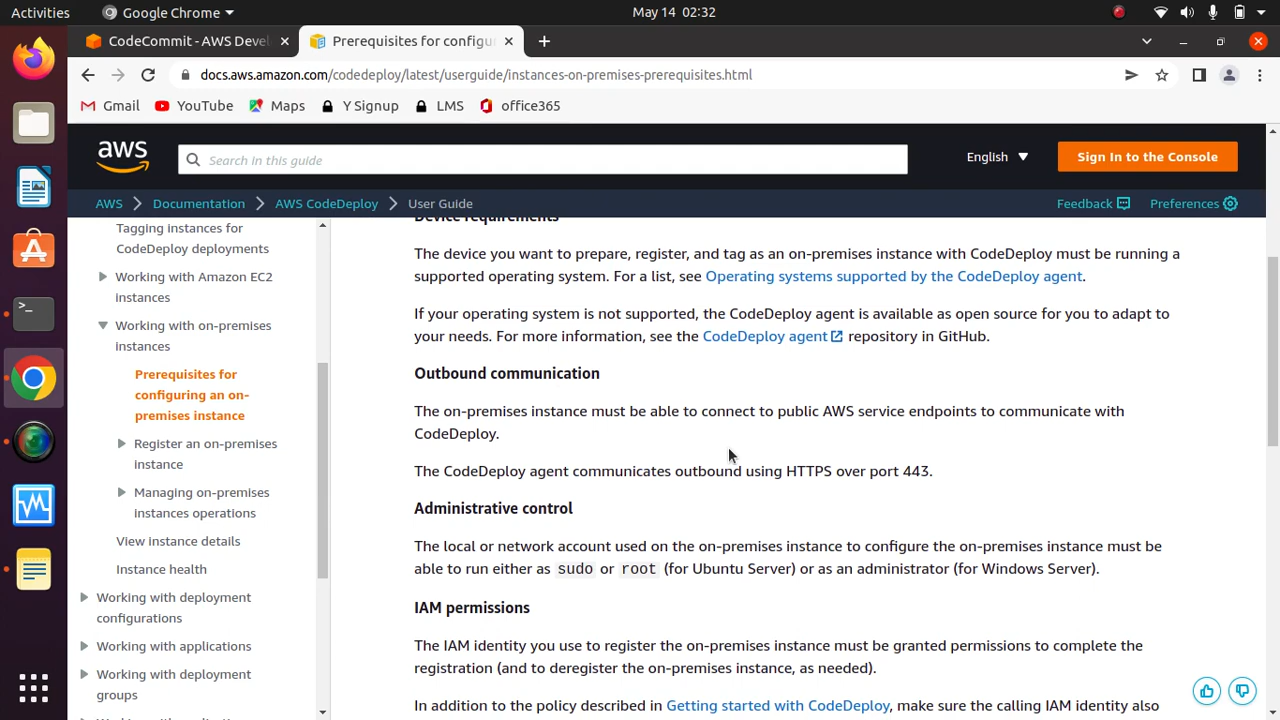 Activities
Google Chrome
May 14 02:32
CodeCommit - AWS Deve
Prerequisites for configu
docs.aws.amazon.com/codedeploy/latest/userguide/instances-on-premises-prerequisites.html
Gmail
YouTube
Maps
Y Signup
LMS
office365
aws
Search in this guide
English
Sign In to the Console
AWS
Documentation
AWS CodeDeploy
User Guide
Feedback
Preferences
Tagging instances for
CodeDeploy deployments
Working with Amazon EC2
instances
Working with on-premises
instances
Prerequisites for
configuring an on-
premises instance
Register an on-premises
instance
Managing on-premises
instances operations
View instance details
Instance health
Working with deployment
configurations
Working with applications
Working with deployment
groups
Device requirements
The device you want to prepare, register, and tag as an on-premises instance with CodeDeploy must be running a
supported operating system. For a list, see Operating systems supported by the CodeDeploy agent.
If your operating system is not supported, the CodeDeploy agent is available as open source for you to adapt to
your needs. For more information, see the CodeDeploy agent repository in GitHub.
Outbound communication
The on-premises instance must be able to connect to public AWS service endpoints to communicate with
CodeDeploy.
The CodeDeploy agent communicates outbound using HTTPS over port 443.
Administrative control
The local or network account used on the on-premises instance to configure the on-premises instance must be
able to run either as sudo or root (for Ubuntu Server) or as an administrator (for Windows Server).
IAM permissions
The IAM identity you use to register the on-premises instance must be granted permissions to complete the
registration (and to deregister the on-premises instance, as needed).
In addition to the policy described in Getting started with CodeDeploy, make sure the calling IAM identity also